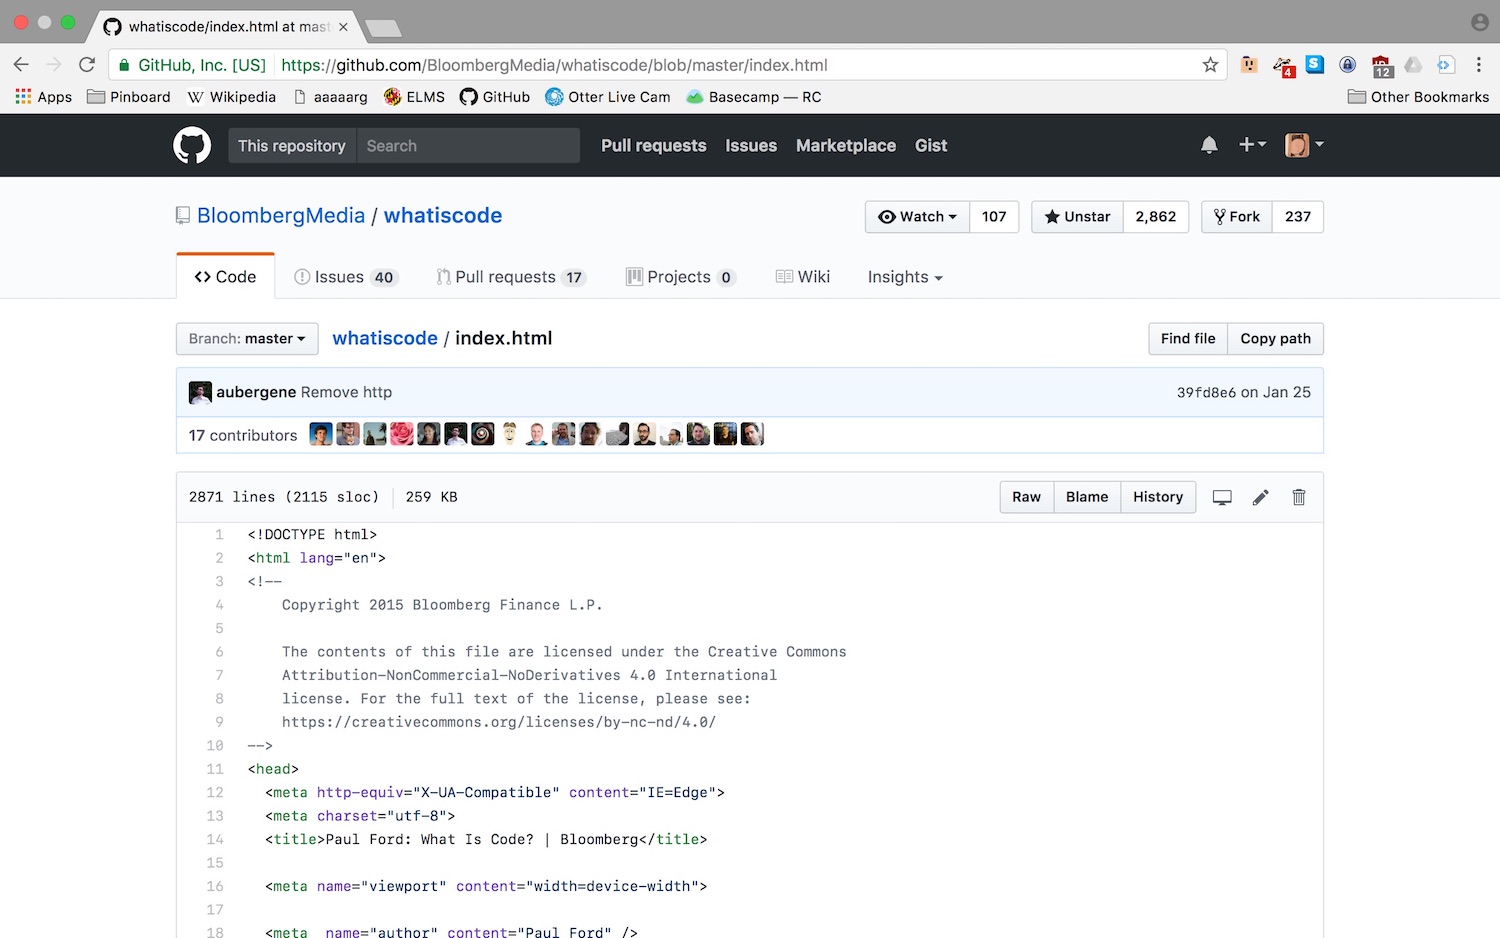 whatiscode/index.html at mast
GitHub, Inc. [US] https://github.com/BloombergMedia/whatiscode/blob/master/index.html
4 S 12
Apps Pinboard W Wikipedia aaaaarg ELMS GitHub Otter Live Cam Basecamp — RC Other Bookmarks
This repository Search Pull requests Issues Marketplace Gist
BloombergMedia / whatiscode Watch 107 Unstar 2,862 Fork 237
Code Issues 40 Pull requests 17 Projects 0 Wiki Insights
Branch: master whatiscode / index.html Find file Copy path
aubergene Remove http 39fd8e6 on Jan 25
17 contributors
2871 lines (2115 sloc) 259 KB Raw Blame History
1 <!DOCTYPE html>
2 <html lang="en">
3 <!--
4 Copyright 2015 Bloomberg Finance L.P.
5
6 The contents of this file are licensed under the Creative Commons
7 Attribution-NonCommercial-NoDerivatives 4.0 International
8 license. For the full text of the license, please see:
9 https://creativecommons.org/licenses/by-nc-nd/4.0/
10 -->
11 <head>
12 <meta http-equiv="X-UA-Compatible" content="IE=Edge">
13 <meta charset="utf-8">
14 <title>Paul Ford: What Is Code? | Bloomberg</title>
15
16 <meta name="viewport" content="width=device-width">
17
18 <meta name="author" content="Paul Ford" />